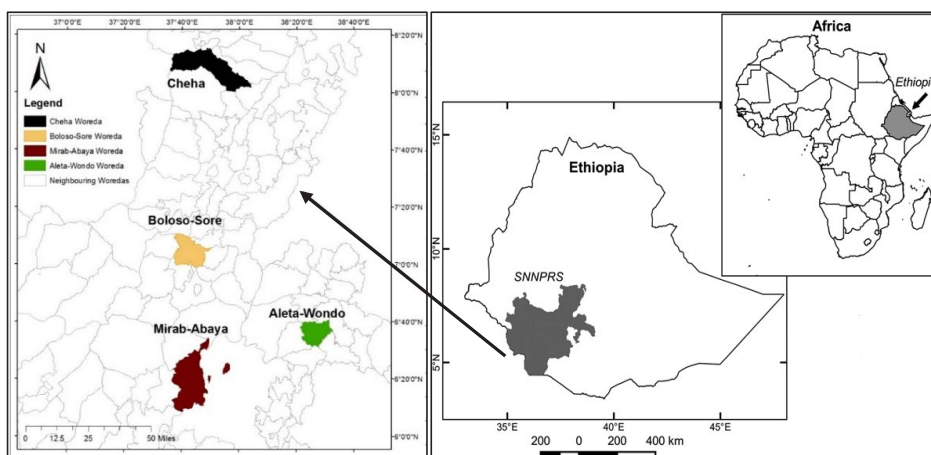 37°0'0"E
37°20'0"E
37°40'0"E
38°0'0"E
38°20'0"E
38°40'0"E
N
Legend
Cheha Woreda
Boloso-Sore Woreda
Mirab-Abaya Woreda
Aleta-Wondo Woreda
Neighbouring Woredas
Cheha
Boloso-Sore
Mirab-Abaya
Aleta-Wondo
0 12.5 25 50 Miles
8°20'0"N
8°0'0"N
7°40'0"N
7°20'0"N
7°0'0"N
6°40'0"N
6°20'0"N
6°0'0"N
Africa
Ethiopi
Ethiopia
SNNPRS
15°N
10°N
5°N
35°E
40°E
45°E
200 0 200 400 km